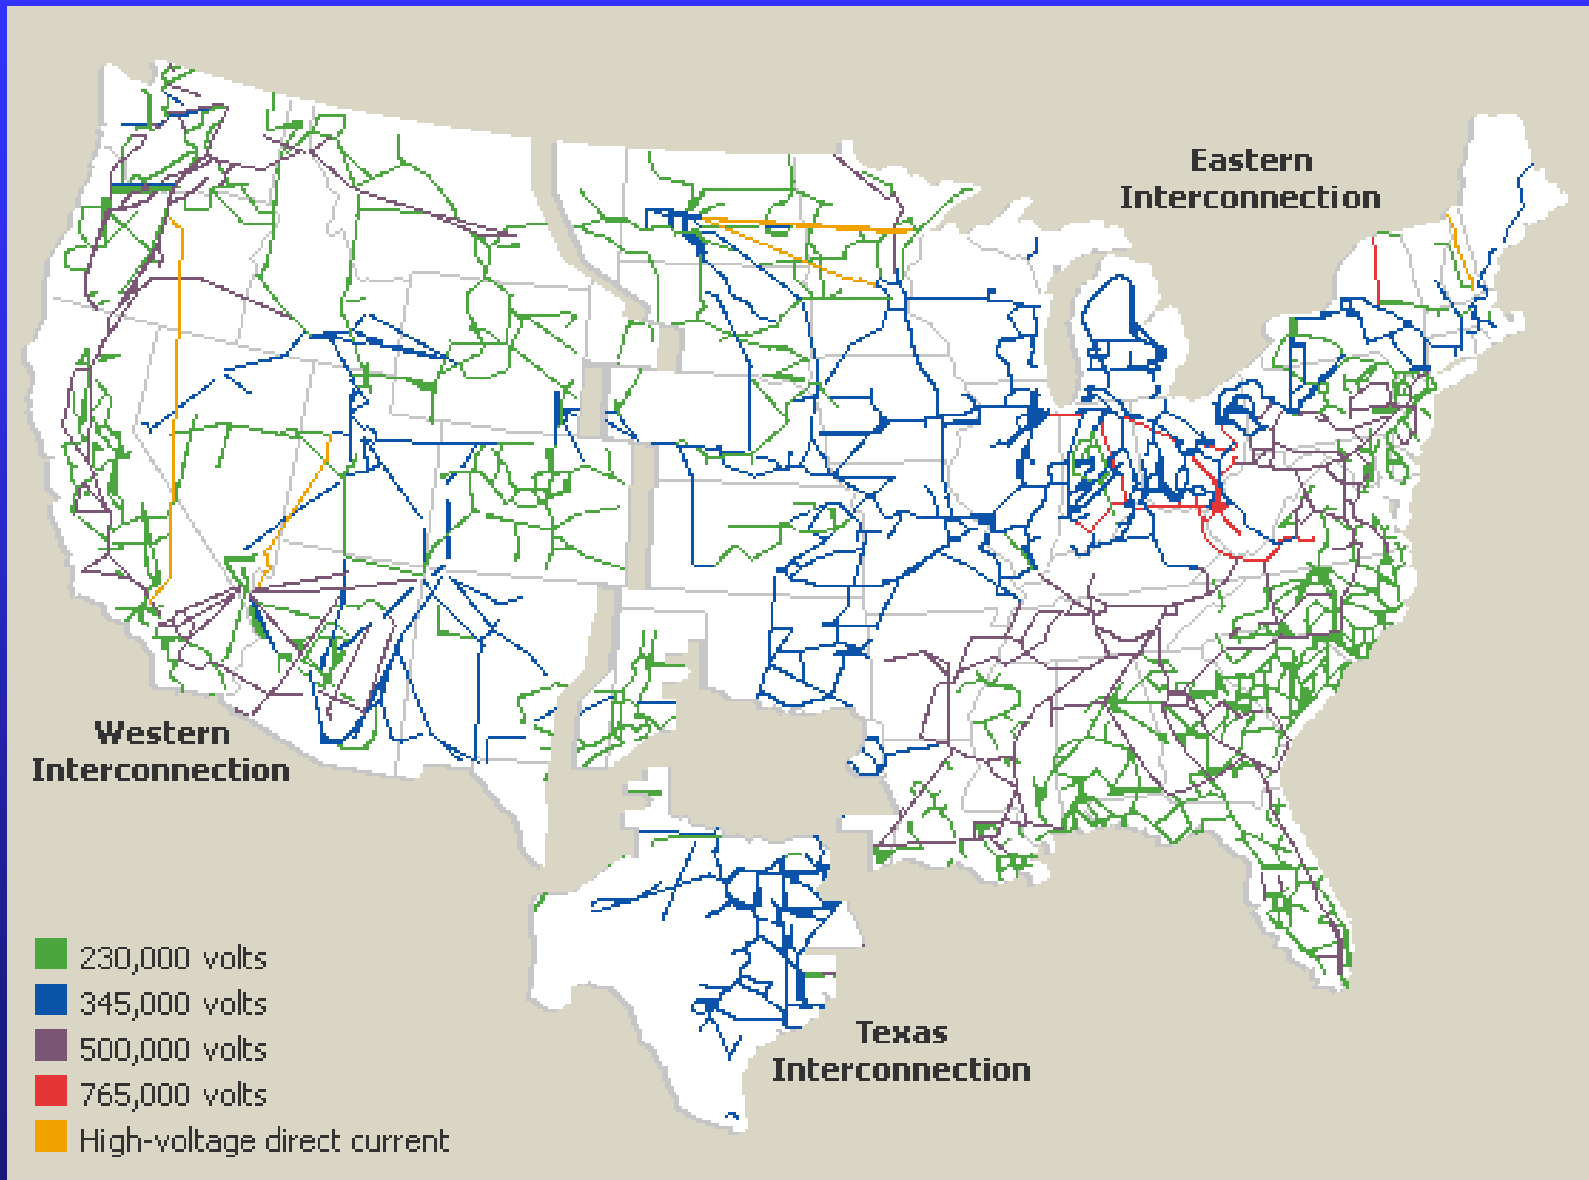 Eastern
Interconnection
Western
Interconnection
230,000 volts
345,000 volts
500,000 volts
765,000 volts
High-voltage direct current
Texas
Interconnection